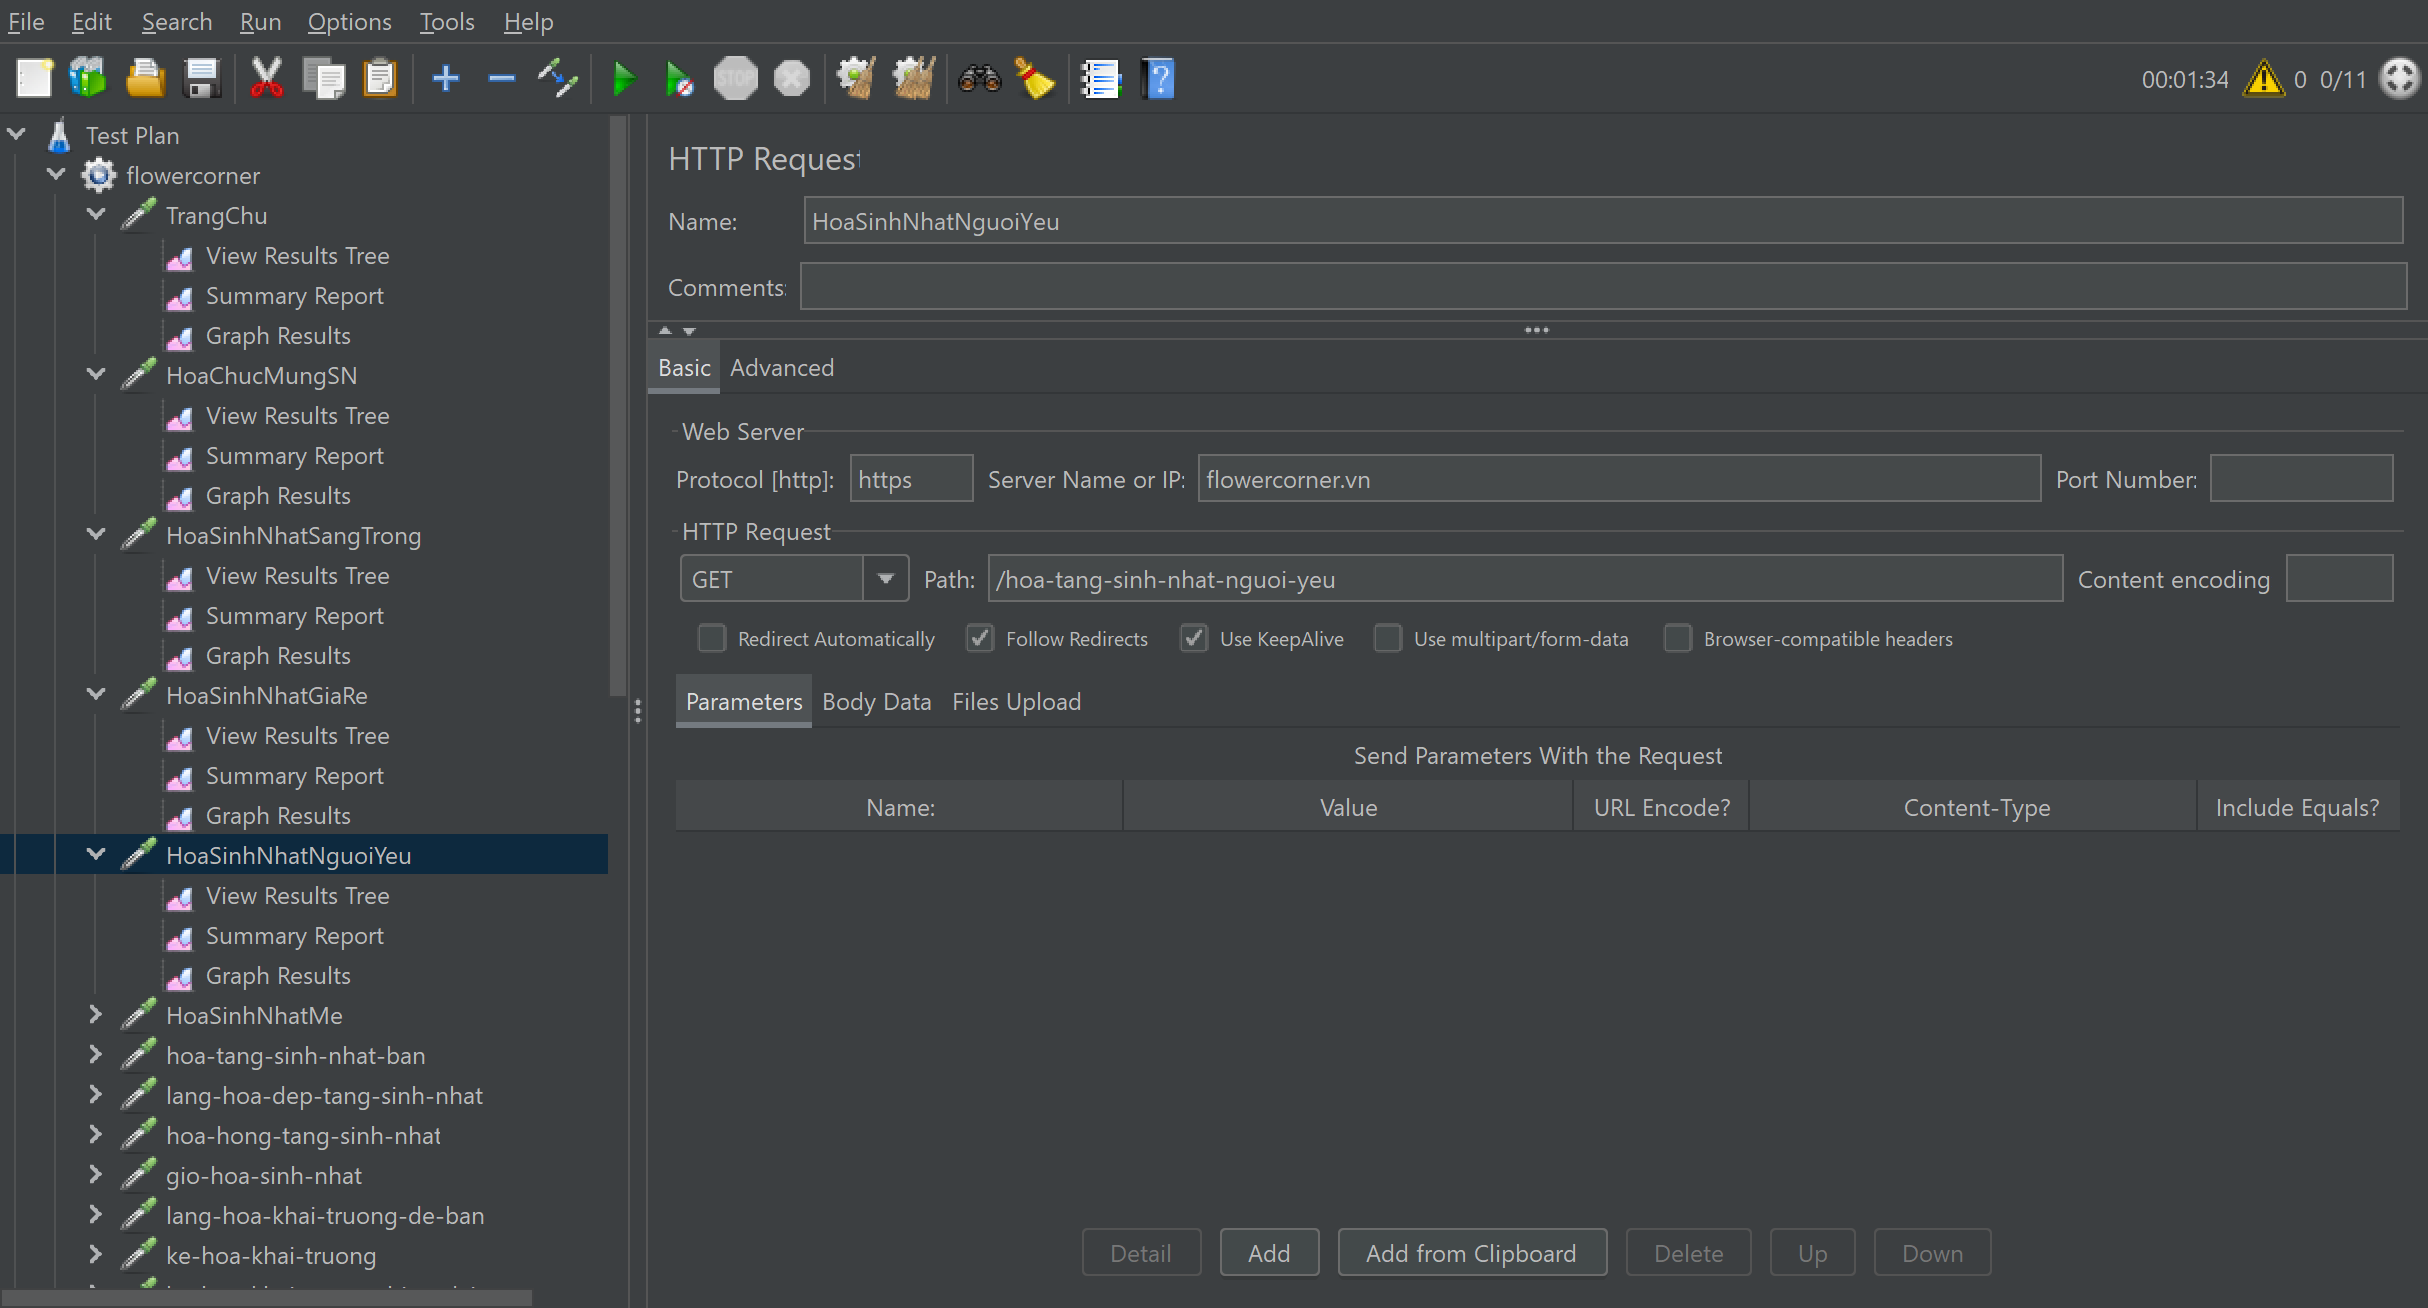 File Edit Search Run Options Tools Help
STOP
00:01:34 0 0/11
Test Plan
flowercorner
TrangChu
View Results Tree
Summary Report
Graph Results
HoaChucMungSN
View Results Tree
Summary Report
Graph Results
HoaSinhNhatSangTrong
View Results Tree
Summary Report
Graph Results
HoaSinhNhatGiaRe
View Results Tree
Summary Report
Graph Results
HoaSinhNhatNguoiYeu
View Results Tree
Summary Report
Graph Results
HoaSinhNhatMe
hoa-tang-sinh-nhat-ban
lang-hoa-dep-tang-sinh-nhat
hoa-hong-tang-sinh-nhat
gio-hoa-sinh-nhat
lang-hoa-khai-truong-de-ban
ke-hoa-khai-truong
HTTP Request
Name: HoaSinhNhatNguoiYeu
Comments:
Basic Advanced
Web Server
Protocol [http]: https Server Name or IP: flowercorner.vn Port Number:
HTTP Request
GET Path: /hoa-tang-sinh-nhat-nguoi-yeu Content encoding
Redirect Automatically Follow Redirects Use KeepAlive Use multipart/form-data Browser-compatible headers
Parameters Body Data Files Upload
Send Parameters With the Request
Name: Value URL Encode? Content-Type Include Equals?
Detail Add Add from Clipboard Delete Up Down